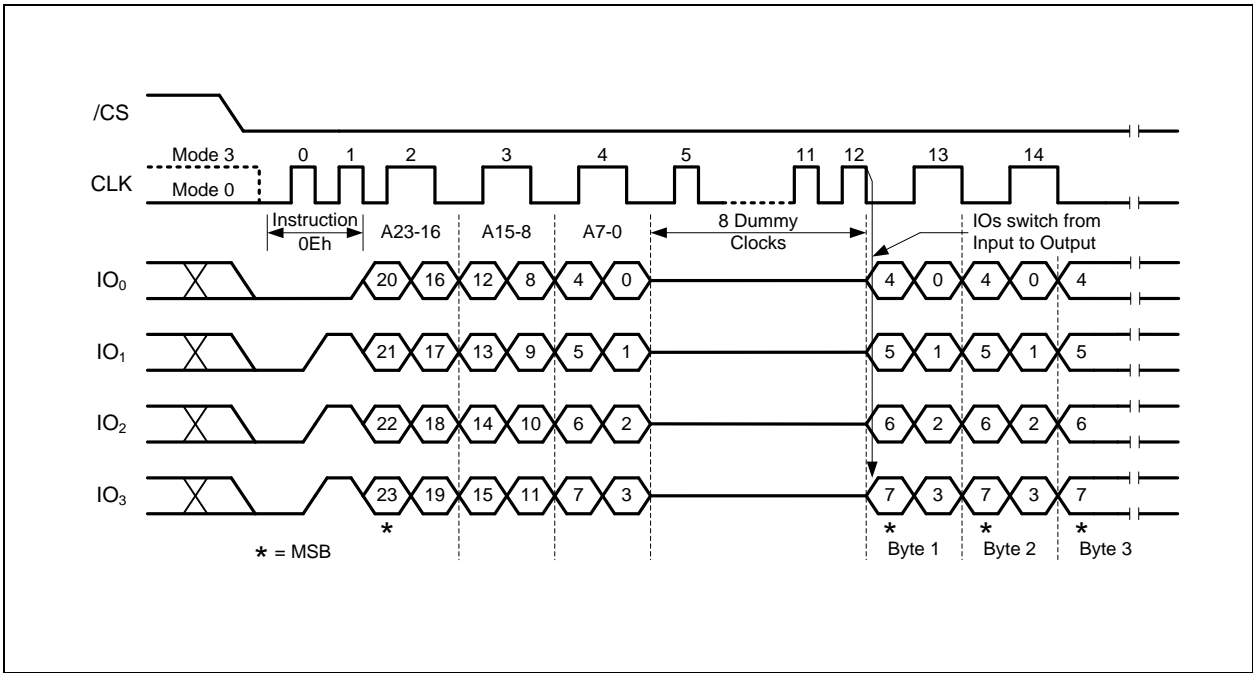 /CS
Mode 3 0 1 2 3 4 5 11 12 13 14
CLK
Mode 0
Instruction
0Eh
A23-16 A15-8 A7-0
8 Dummy
Clocks
IOs switch from
Input to Output
IO₀ 20 16 12 8 4 0 4 0 4 0 4
IO₁ 21 17 13 9 5 1 5 1 5 1 5
IO₂ 22 18 14 10 6 2 6 2 6 2 6
IO₃ 23 19 15 11 7 3 7 3 7 3 7
* * * *
* = MSB
Byte 1 Byte 2 Byte 3